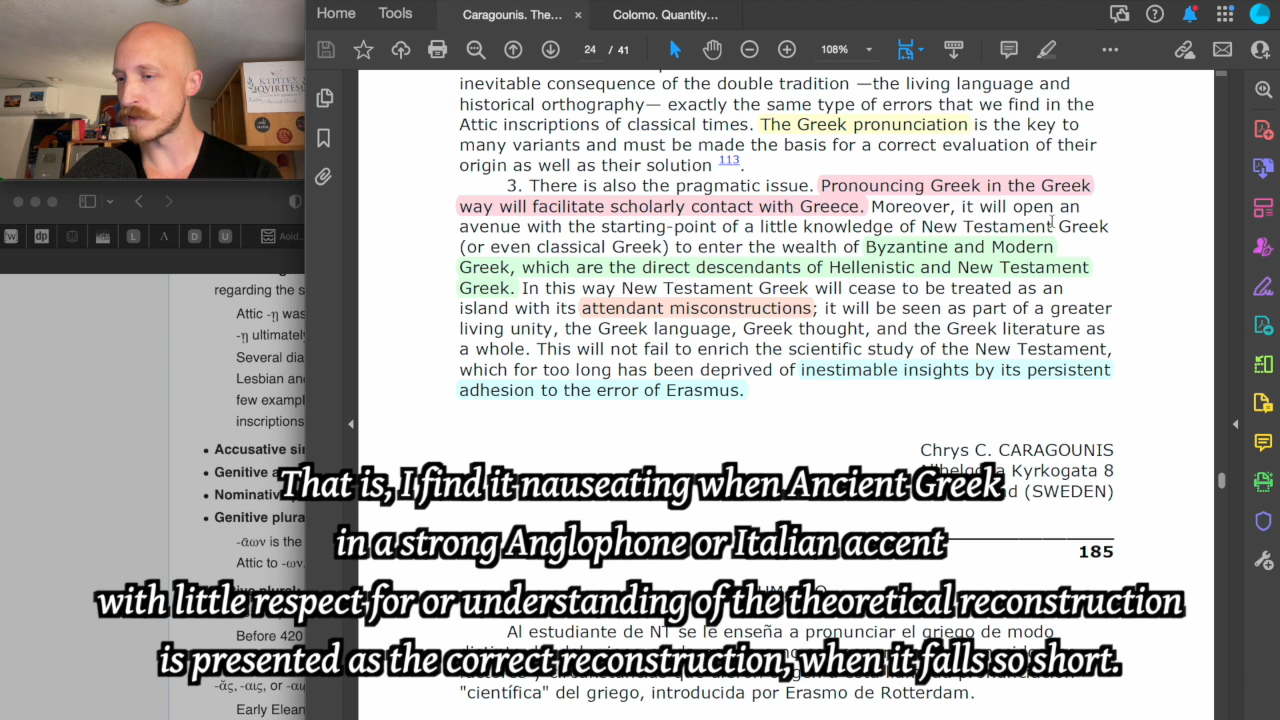 Home Tools Caragounis. The... × Colomo. Quantity...
24 / 41 108%
ΚΥΡΙΤΕΣ
inevitable consequence of the double tradition —the living language and
historical orthography— exactly the same type of errors that we find in the
Attic inscriptions of classical times. The Greek pronunciation is the key to
many variants and must be made the basis for a correct evaluation of their
origin as well as their solution 113.
3. There is also the pragmatic issue. Pronouncing Greek in the Greek
way will facilitate scholarly contact with Greece. Moreover, it will open an
avenue with the starting-point of a little knowledge of New Testament Greek
(or even classical Greek) to enter the wealth of Byzantine and Modern
Greek, which are the direct descendants of Hellenistic and New Testament
Greek. In this way New Testament Greek will cease to be treated as an
island with its attendant misconstructions; it will be seen as part of a greater
living unity, the Greek language, Greek thought, and the Greek literature as
a whole. This will not fail to enrich the scientific study of the New Testament,
which for too long has been deprived of inestimable insights by its persistent
adhesion to the error of Erasmus.
Chrys C. CARAGOUNIS
Kyrkogata 8
(SWEDEN)
185
Al estudiante de NT se le enseña a pronunciar el griego de modo
"científica" del griego, introducida por Erasmo de Rotterdam.
W dp L Λ D U Aoid...
regarding the s
Attic -ῃ was
-ῃ ultimately
Several dia
Lesbian and
few exampl
inscriptions
• Accusative si
• Genitive
• Nominativ
• Genitive plura
-ᾱων is the
Attic to -ων.
Before 420
-ᾰς, -αις, or -αι
Early Elean
That is, I find it nauseating when Ancient Greek
in a strong Anglophone or Italian accent
with little respect for or understanding of the theoretical reconstruction
is presented as the correct reconstruction, when it falls so short.